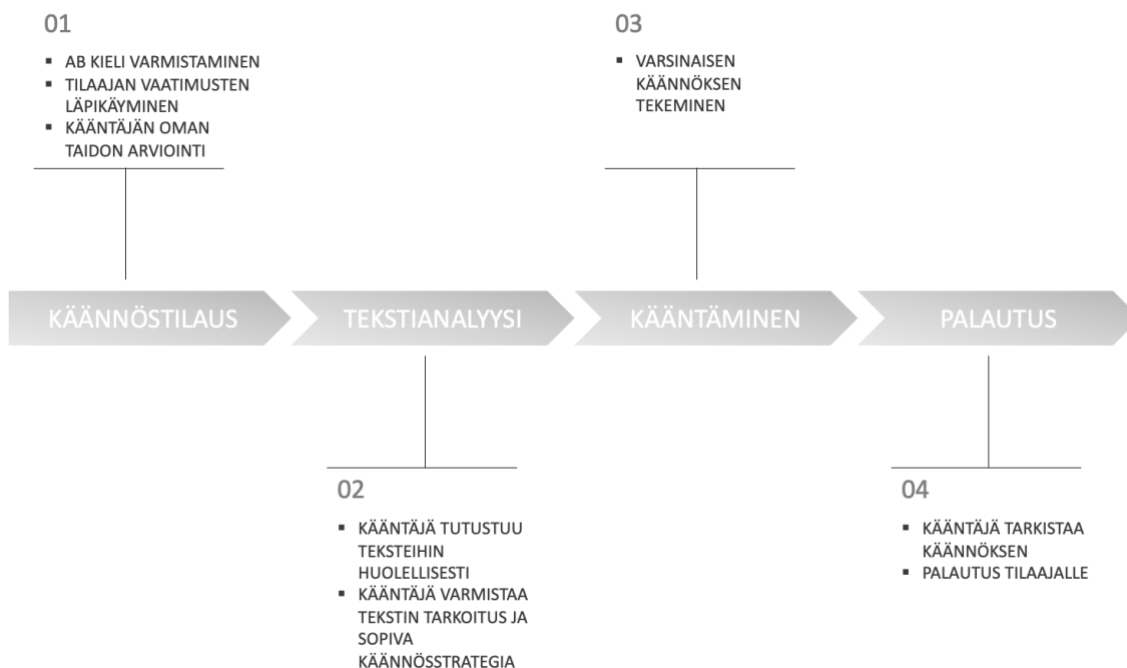 01
▪ AB KIELI VARMISTAMINEN
▪ TILAAJAN VAATIMUSTEN
LÄPIKÄYMINEN
▪ KÄÄNTÄJÄN OMAN
TAIDON ARVIOINTI
03
▪ VARSINAISEN
KÄÄNNÖKSEN
TEKEMINEN
KÄÄNNÖSTILAUS
TEKSTIANALYYSI
KÄÄNTÄMINEN
PALAUTUS
02
▪ KÄÄNTÄJÄ TUTUSTUU
TEKSTEIHIN
HUOLELLISESTI
▪ KÄÄNTÄJÄ VARMISTAA
TEKSTIN TARKOITUS JA
SOPIVA
KÄÄNÖSSTRATEGIA
04
▪ KÄÄNTÄJÄ TARKISTAA
KÄÄNNÖKSEN
▪ PALAUTUS TILAAJALLE